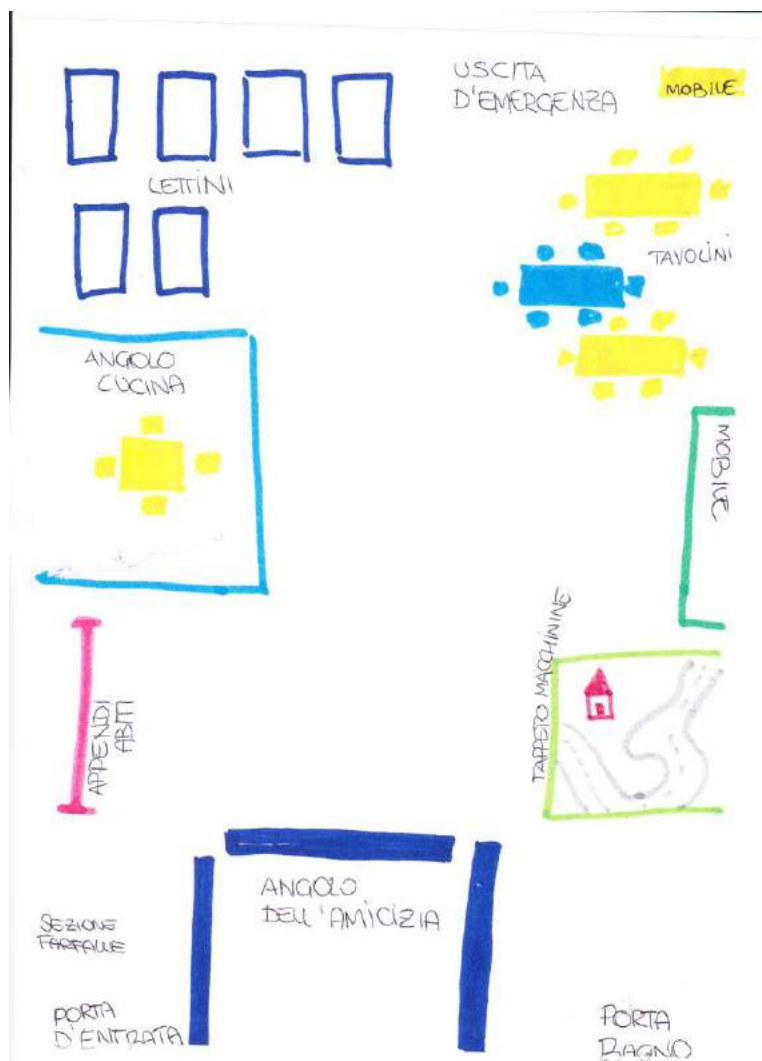 USCITA
D'EMERGENZA
MOBILE
LETTINI
TAVOLINI
ANGOLO
CUCINA
MOBILE
TAPPETO MACCHININE
APPENDI
ABITI
ANGOLO
DELL'AMICIZIA
SEZIONE
FARFALLE
PORTA
D'ENTRATA
PORTA
BAGNO